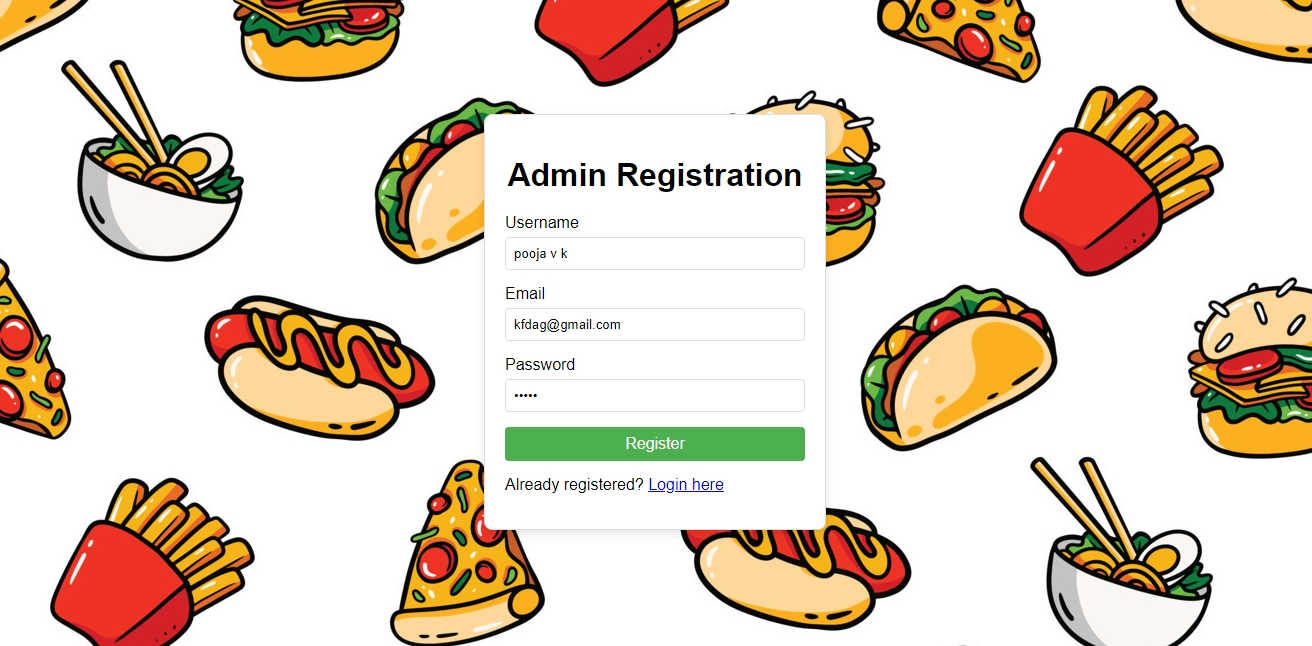 Admin Registration
Username
pooja v k
Email
kfdag@gmail.com
Password
•••••
Register
Already registered? Login here